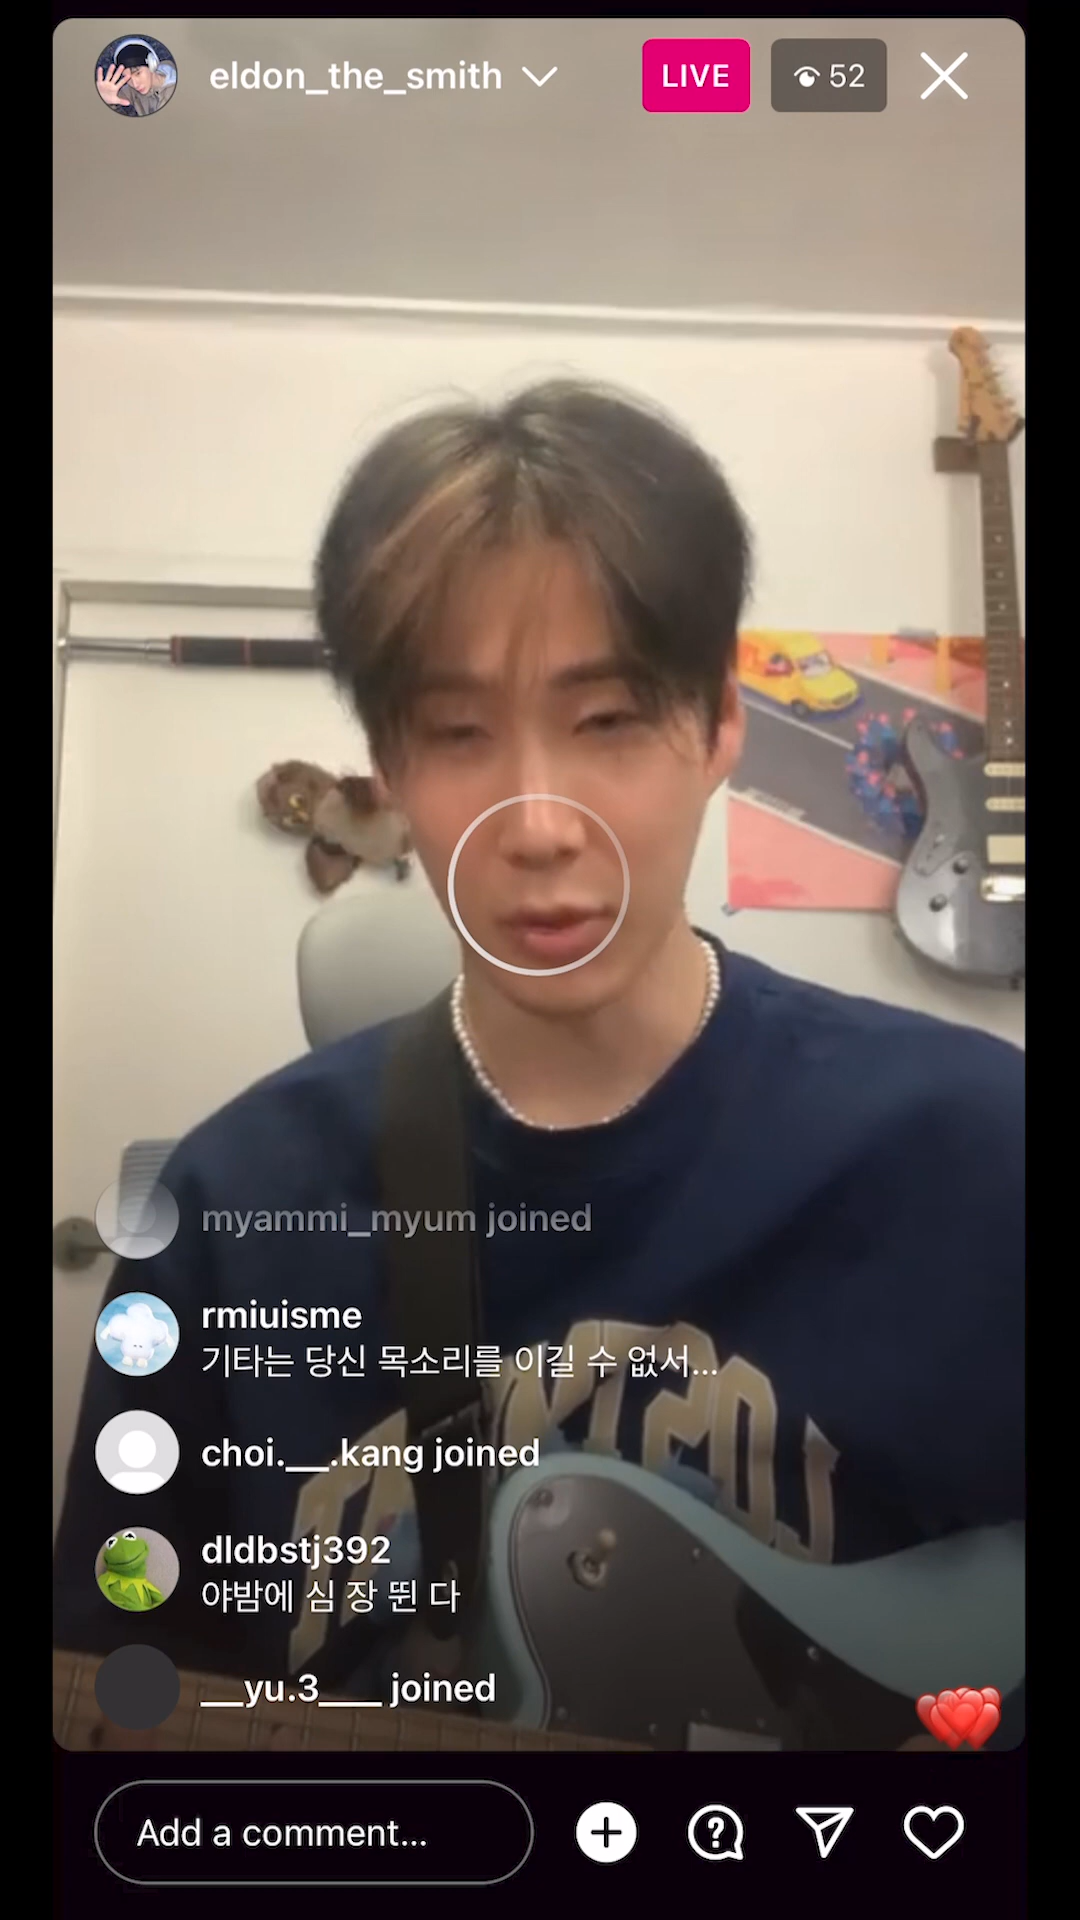 eldon_the_smith
LIVE
52
myammi_myum joined
rmiuisme
기타는 당신 목소리를 이길 수 없서...
choi.__.kang joined
dldbstj392
야밤에 심 장 뛴 다
__yu.3___ joined
Add a comment...